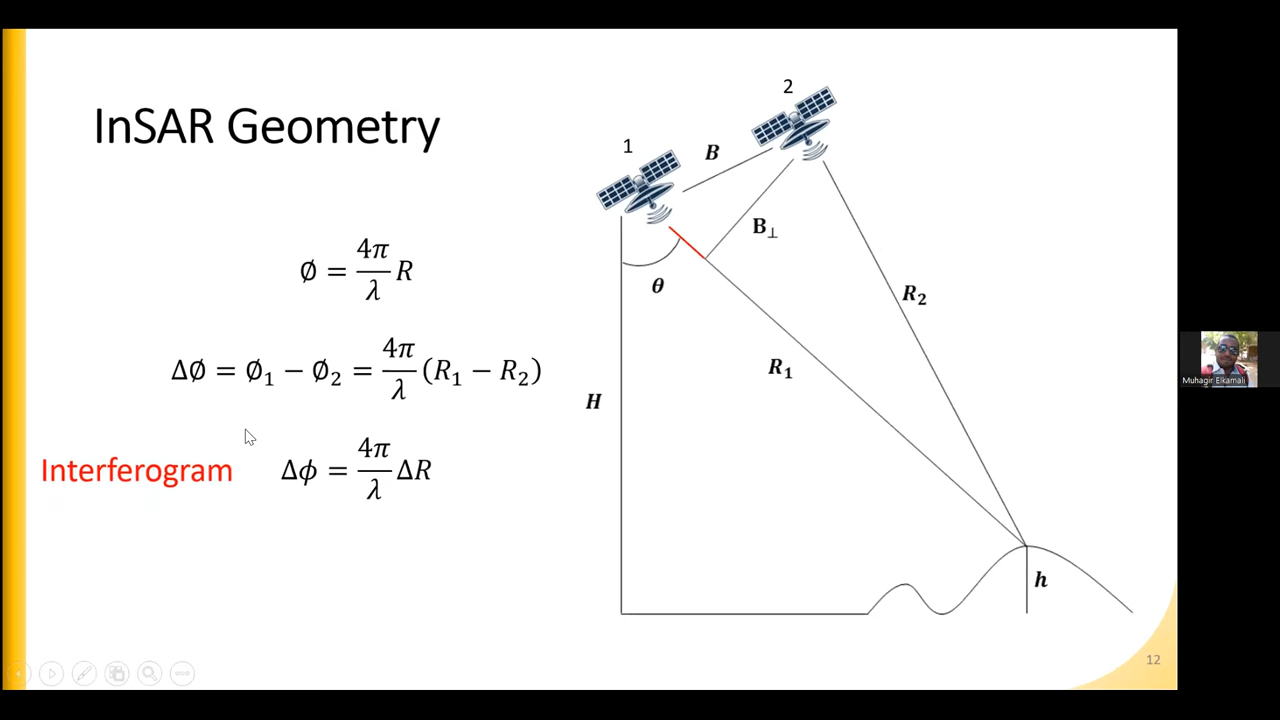 InSAR Geometry
∅ = 4π/λ R
Δ∅ = ∅₁ − ∅₂ = 4π/λ (R₁ − R₂)
Interferogram Δϕ = 4π/λ ΔR
1
2
B
B⊥
θ
R₁
R₂
H
h
12
Muhagir Elkamali